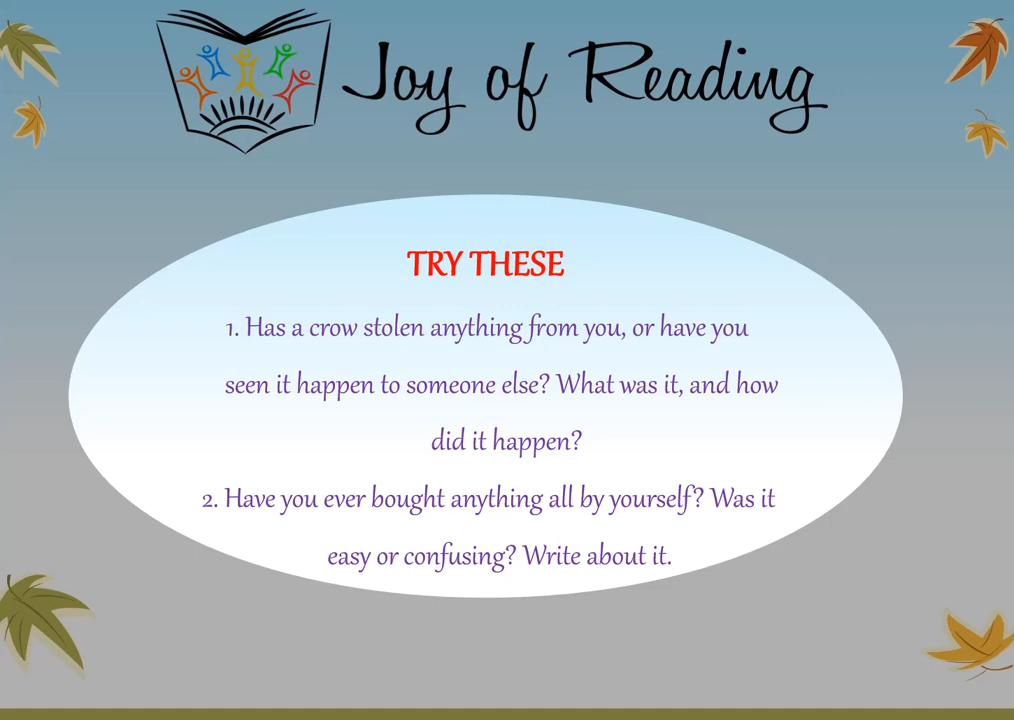 Joy of Reading
TRY THESE
1. Has a crow stolen anything from you, or have you
seen it happen to someone else? What was it, and how
did it happen?
2. Have you ever bought anything all by yourself? Was it
easy or confusing? Write about it.